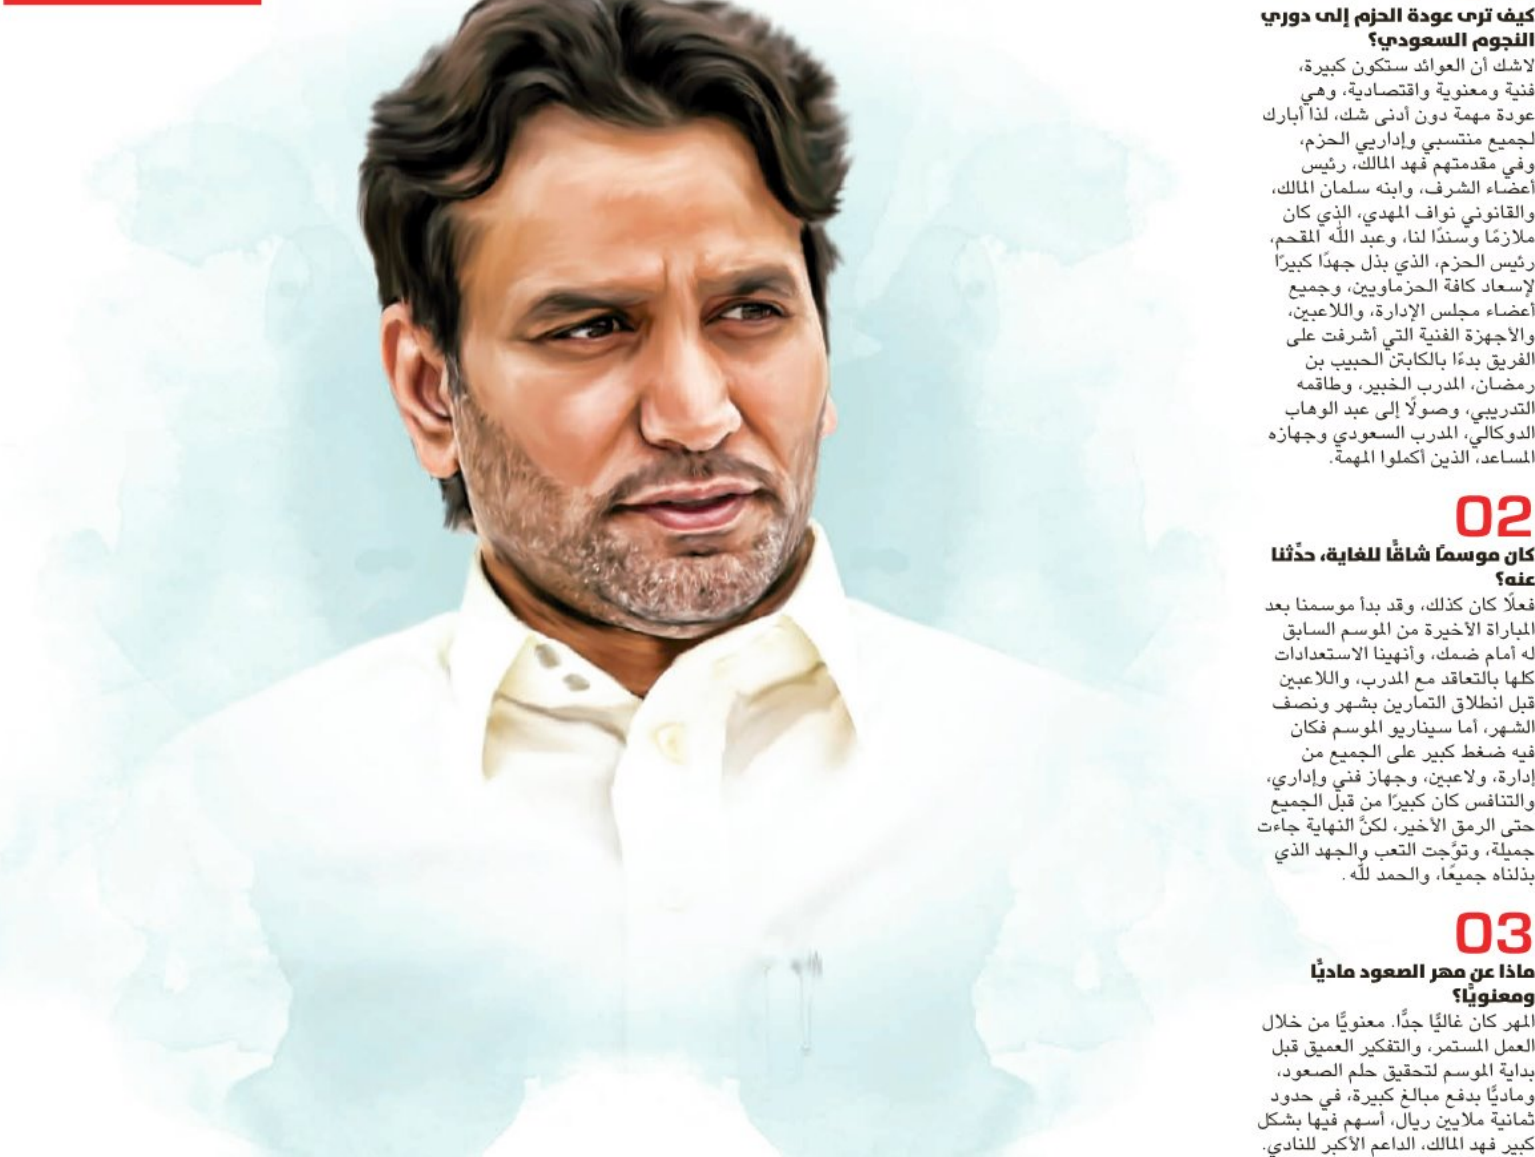 كيف ترى عودة الحزم إلى دوري
النجوم السعودي؟
لاشك أن العوائد ستكون كبيرة،
فنية ومعنوية واقتصادية، وهي
عودة مهمة دون أدنى شك، لذا أبارك
لجميع منتسبي وإداريي الحزم،
وفي مقدمتهم فهد المالك، رئيس
أعضاء الشرف، وابنه سلمان المالك،
والقانوني نواف المهدي، الذي كان
ملازمًا وسندًا لنا، وعبد الله المقحم،
رئيس الحزم، الذي بذل جهدًا كبيرًا
لإسعاد كافة الحزماويين، وجميع
أعضاء مجلس الإدارة، واللاعبين،
والأجهزة الفنية التي أشرفت على
الفريق بدءًا بالكابتن الحبيب بن
رمضان، المدرب الخبير، وطاقمه
التدريبي، وصولًا إلى عبد الوهاب
الدوكالي، المدرب السعودي وجهازه
المساعد، الذين أكملوا المهمة.
02
كان موسمًا شاقًّا للغاية، حدِّثنا
عنه؟
فعلًا كان كذلك، وقد بدأ موسمنا بعد
المباراة الأخيرة من الموسم السابق
له أمام ضمك، وأنهينا الاستعدادات
كلها بالتعاقد مع المدرب، واللاعبين
قبل انطلاق التمارين بشهر ونصف
الشهر، أما سيناريو الموسم فكان
فيه ضغط كبير على الجميع من
إدارة، ولاعبين، وجهاز فني وإداري،
والتنافس كان كبيرًا من قبل الجميع
حتى الرمق الأخير، لكنَّ النهاية جاءت
جميلة، وتوَّجت التعب والجهد الذي
بذلناه جميعًا، والحمد لله .
03
ماذا عن مهر الصعود ماديًّا
ومعنويًّا؟
المهر كان غاليًّا جدًّا. معنويًّا من خلال
العمل المستمر، والتفكير العميق قبل
بداية الموسم لتحقيق حلم الصعود،
وماديًّا بدفع مبالغ كبيرة، في حدود
ثمانية ملايين ريال، أسهم فيها بشكل
كبير فهد المالك، الداعم الأكبر للنادي.